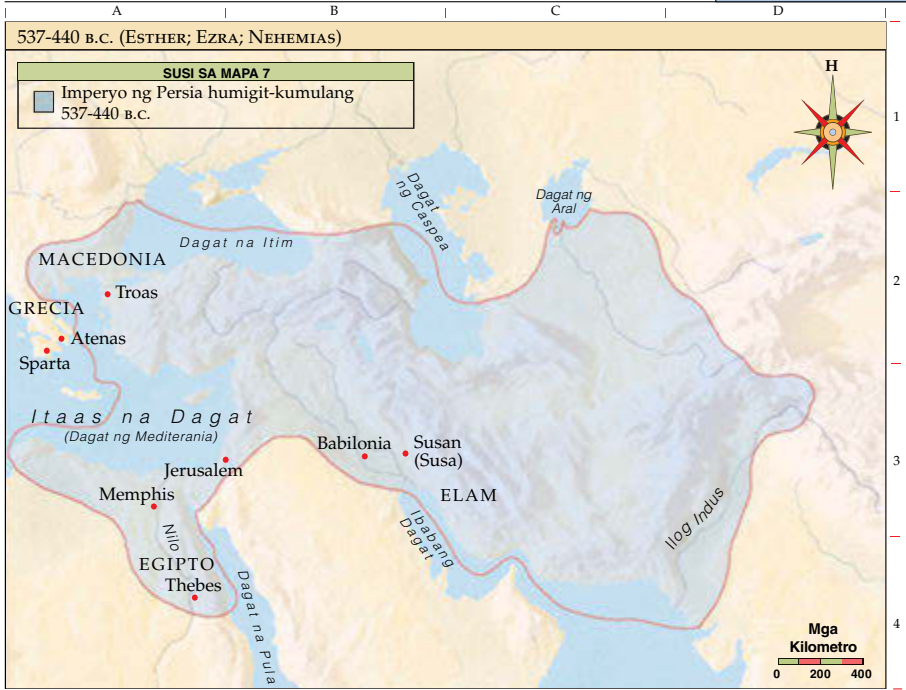 A B C D
537-440 B.C. (ESTHER; EZRA; NEHEMIAS)
SUSI SA MAPA 7
Imperyo ng Persia humigit-kumulang
537-440 B.C.
H
1
Dagat
ng Caspea
Dagat ng
Aral
Dagat na Itim
MACEDONIA
2
Troas
GRECIA
Atenas
Sparta
Itaas na Dagat
(Dagat ng Mediterania)
Babilonia
Susan
(Susa)
3
Jerusalem
Memphis
ELAM
Ilog Indus
Nilo
Ibabang
Dagat
EGIPTO
Thebes
Dagat na Pula
4
Mga
Kilometro
0 200 400